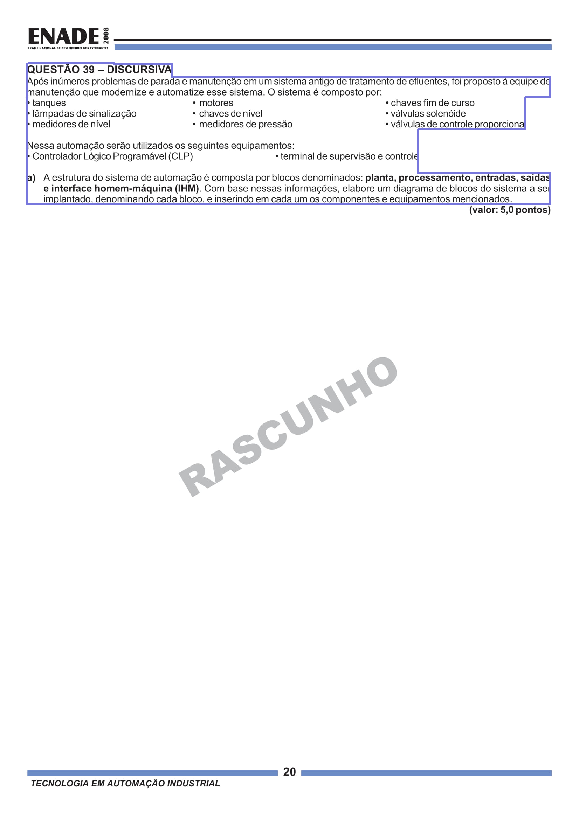 ENADE 2008
EXAME NACIONAL DE DESEMPENHO DOS ESTUDANTES
QUESTÃO 39 – DISCURSIVA
Após inúmeros problemas de parada e manutenção em um sistema antigo de tratamento de efluentes, foi proposto à equipe de
manutenção que modernize e automatize esse sistema. O sistema é composto por:
• tanques • motores • chaves fim de curso
• lâmpadas de sinalização • chaves de nível • válvulas solenóide
• medidores de nível • medidores de pressão • válvulas de controle proporcional
Nessa automação serão utilizados os seguintes equipamentos:
• Controlador Lógico Programável (CLP) • terminal de supervisão e controle
a) A estrutura do sistema de automação é composta por blocos denominados: planta, processamento, entradas, saídas
e interface homem-máquina (IHM). Com base nessas informações, elabore um diagrama de blocos do sistema a ser
implantado, denominando cada bloco, e inserindo em cada um os componentes e equipamentos mencionados.
(valor: 5,0 pontos)
RASCUNHO
20
TECNOLOGIA EM AUTOMAÇÃO INDUSTRIAL